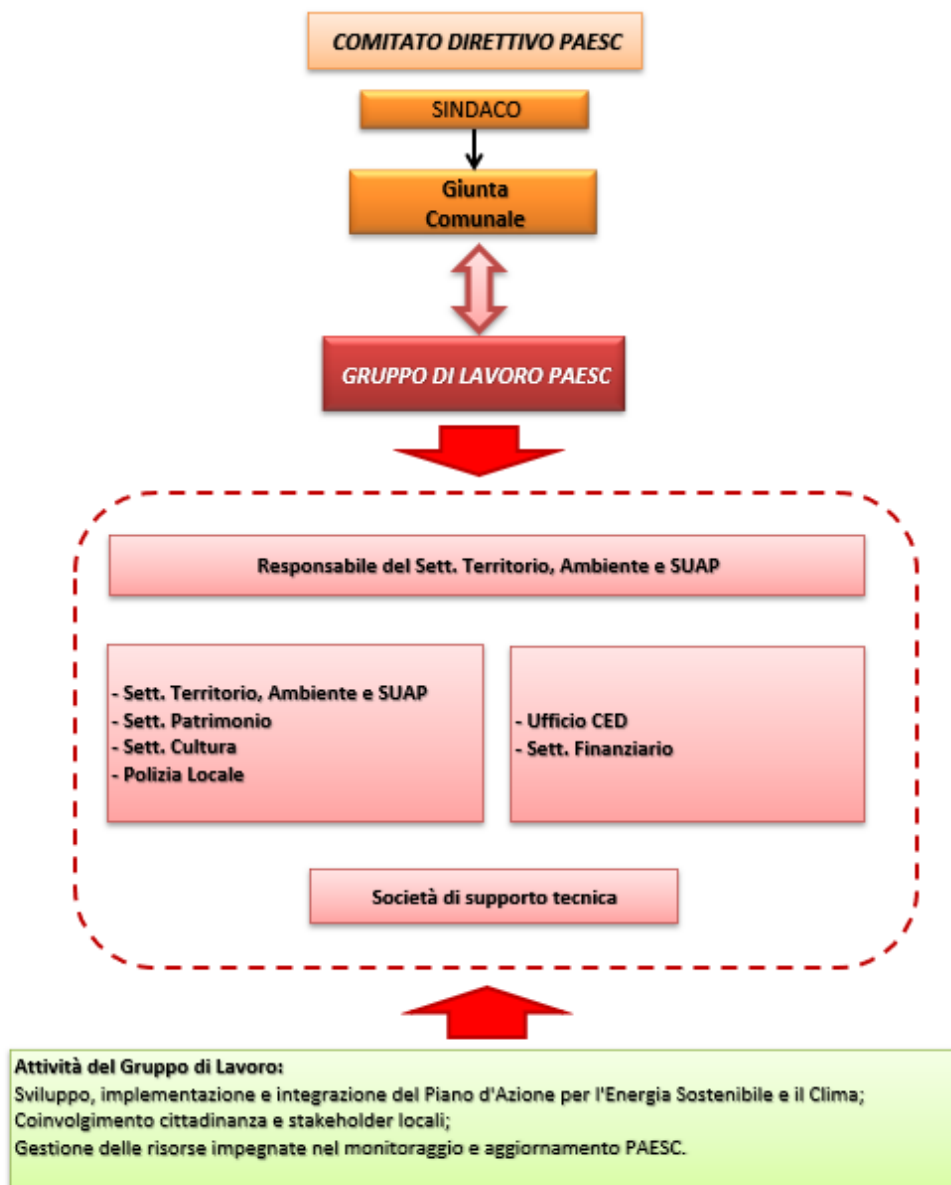 COMITATO DIRETTIVO PAESC
SINDACO
Giunta
Comunale
GRUPPO DI LAVORO PAESC
Responsabile del Sett. Territorio, Ambiente e SUAP
- Sett. Territorio, Ambiente e SUAP
- Sett. Patrimonio
- Sett. Cultura
- Polizia Locale
- Ufficio CED
- Sett. Finanziario
Società di supporto tecnica
Attività del Gruppo di Lavoro:
Sviluppo, implementazione e integrazione del Piano d'Azione per l'Energia Sostenibile e il Clima;
Coinvolgimento cittadinanza e stakeholder locali;
Gestione delle risorse impegnate nel monitoraggio e aggiornamento PAESC.